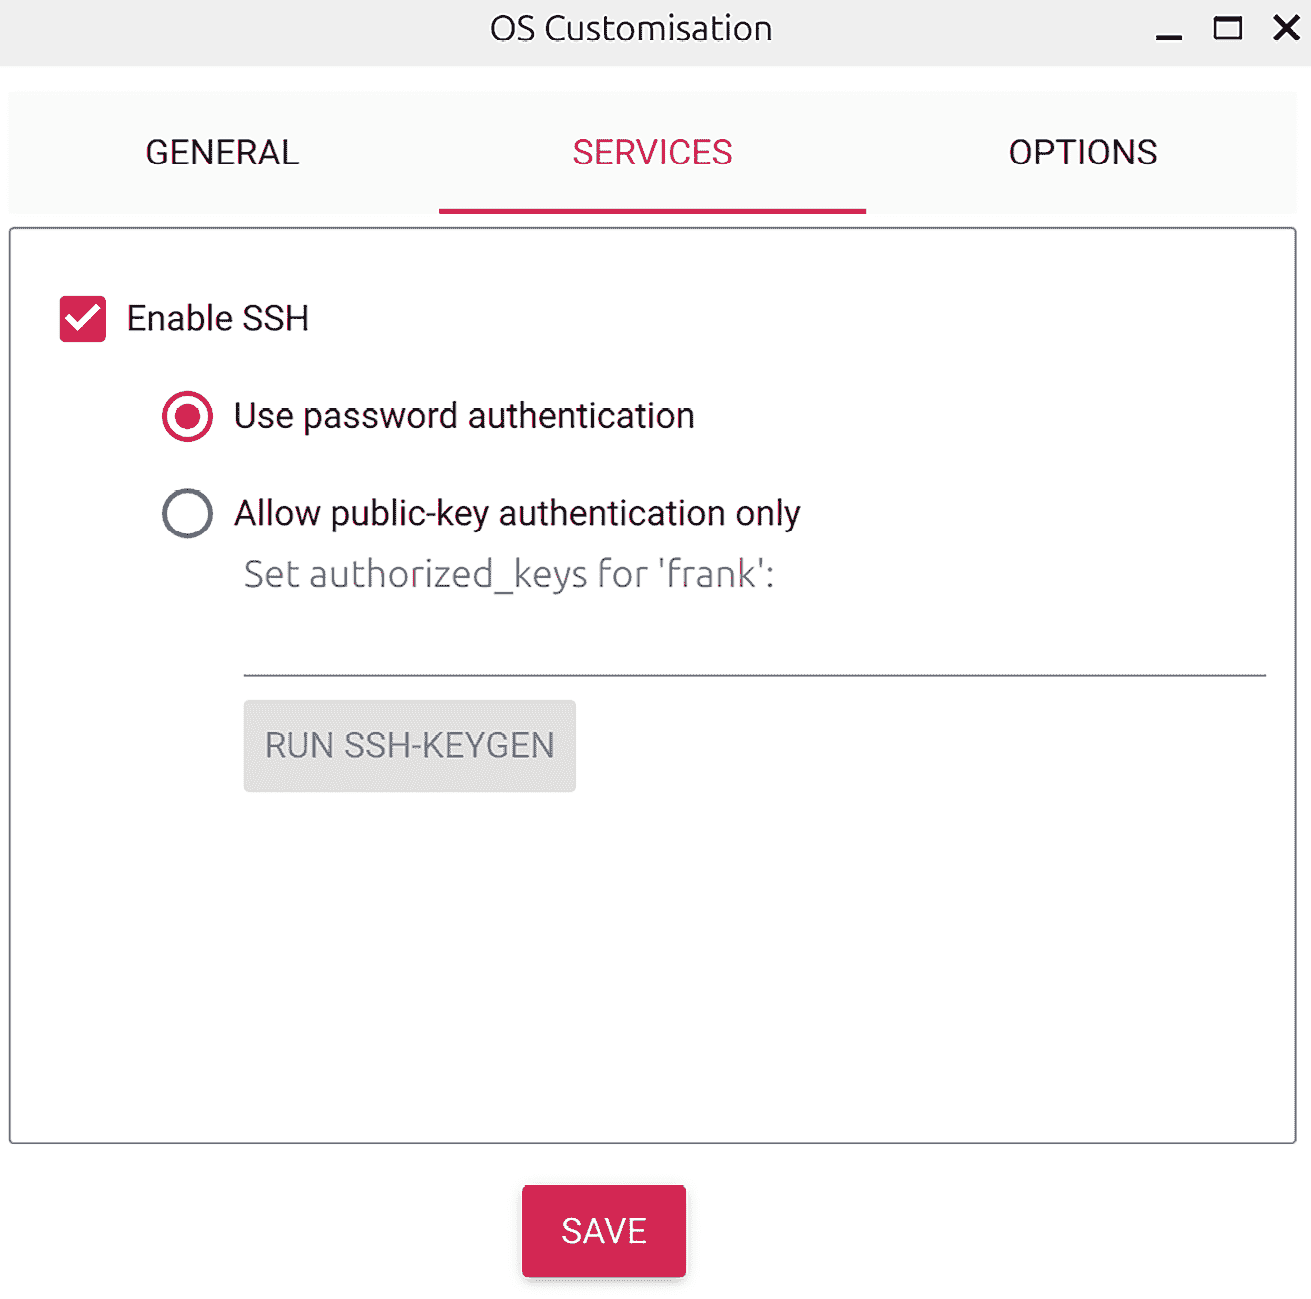 OS Customisation
GENERAL
SERVICES
OPTIONS
Enable SSH
Use password authentication
Allow public-key authentication only
Set authorized_keys for 'frank':
RUN SSH-KEYGEN
SAVE